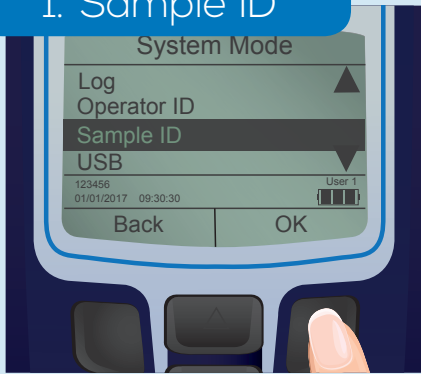 1. Sample ID
System Mode
Log
Operator ID
Sample ID
USB
123456
User 1
01/01/2017 09:30:30
Back
OK